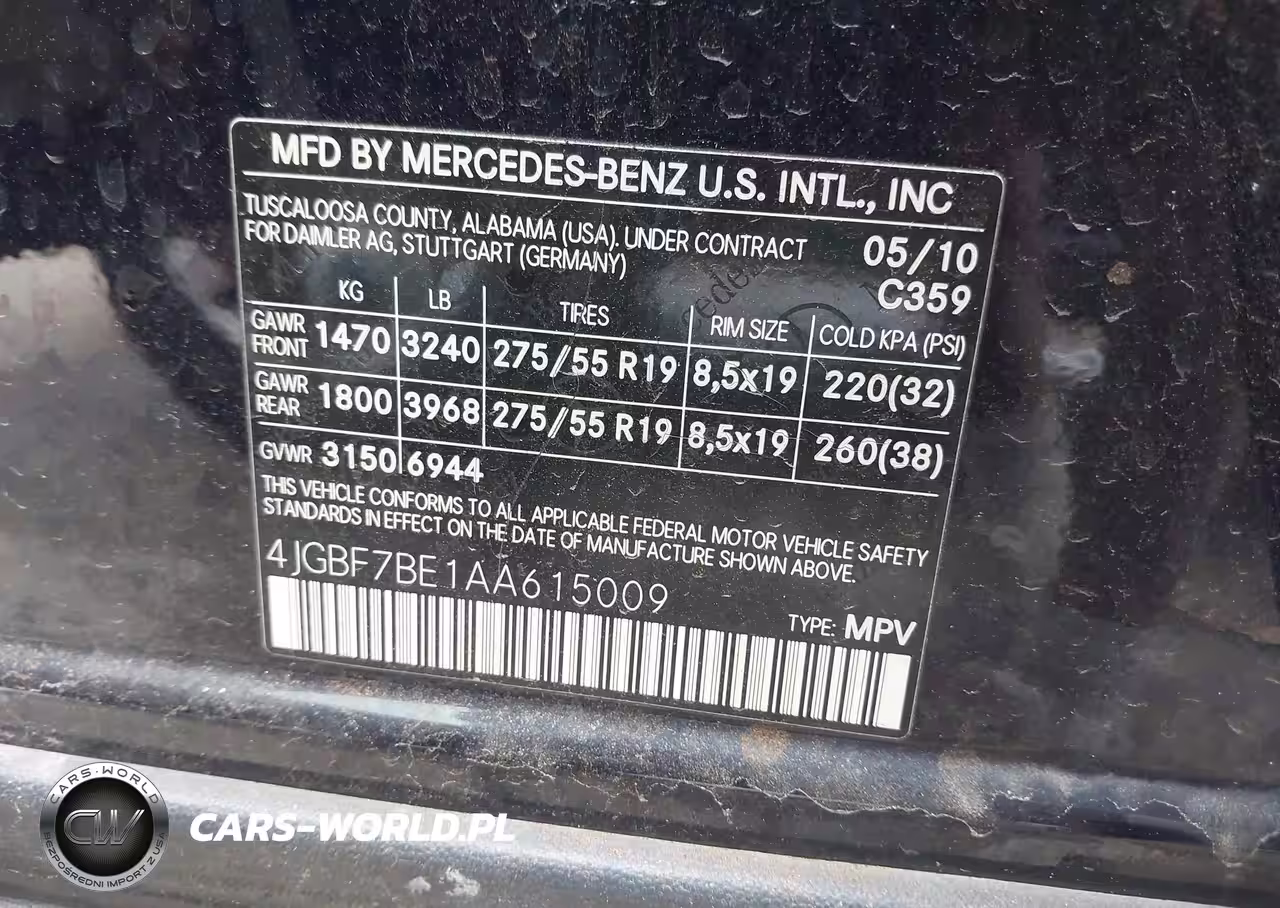 MFD BY MERCEDES-BENZ U.S. INTL., INC
TUSCALOOSA COUNTY, ALABAMA (USA). UNDER CONTRACT
FOR DAIMLER AG, STUTTGART (GERMANY)
05/10
C359
KG LB TIRES RIM SIZE COLD KPA (PSI)
GAWR FRONT 1470 3240 275/55 R19 8,5x19 220(32)
GAWR REAR 1800 3968 275/55 R19 8,5x19 260(38)
GVWR 3150 6944
THIS VEHICLE CONFORMS TO ALL APPLICABLE FEDERAL MOTOR VEHICLE SAFETY
STANDARDS IN EFFECT ON THE DATE OF MANUFACTURE SHOWN ABOVE.
4JGBF7BE1AA615009
TYPE: MPV
CARS-WORLD
CW
BEZPOŚREDNI IMPORT Z USA
CARS-WORLD.PL